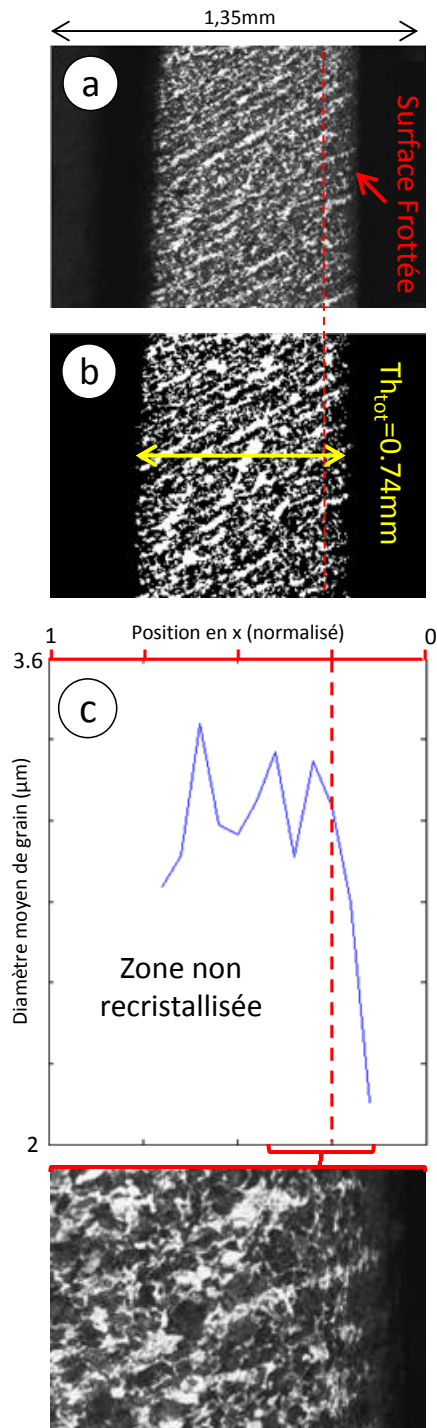 1,35mm
a
Surface Frottée
b
Th_tot=0.74mm
1
Position en x (normalisé)
0
3.6
c
Diamètre moyen de grain (µm)
Zone non
recristallisée
2